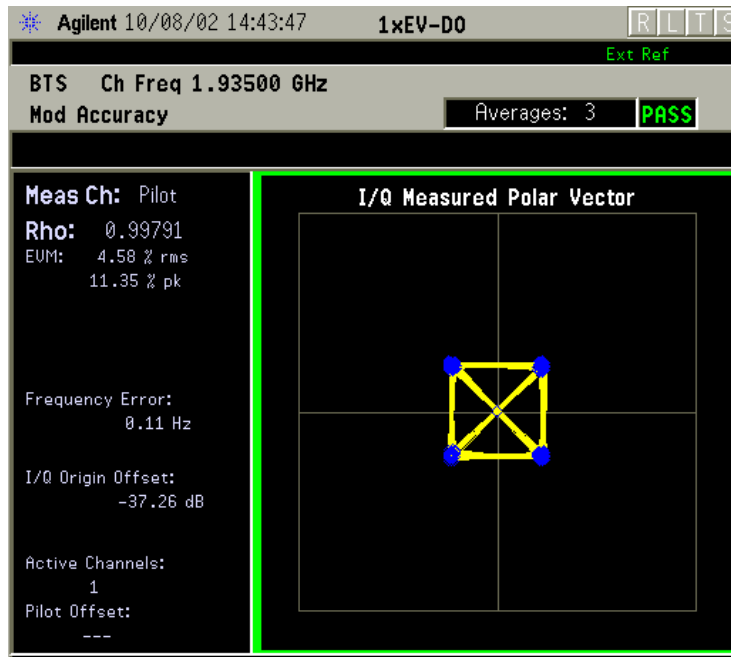 Agilent 10/08/02 14:43:47 1xEV-DO R L T S
Ext Ref
BTS Ch Freq 1.93500 GHz
Mod Accuracy Averages: 3 PASS
Meas Ch: Pilot
Rho: 0.99791
EVM: 4.58 % rms
11.35 % pk
Frequency Error:
0.11 Hz
I/Q Origin Offset:
-37.26 dB
Active Channels:
1
Pilot Offset:
---
I/Q Measured Polar Vector